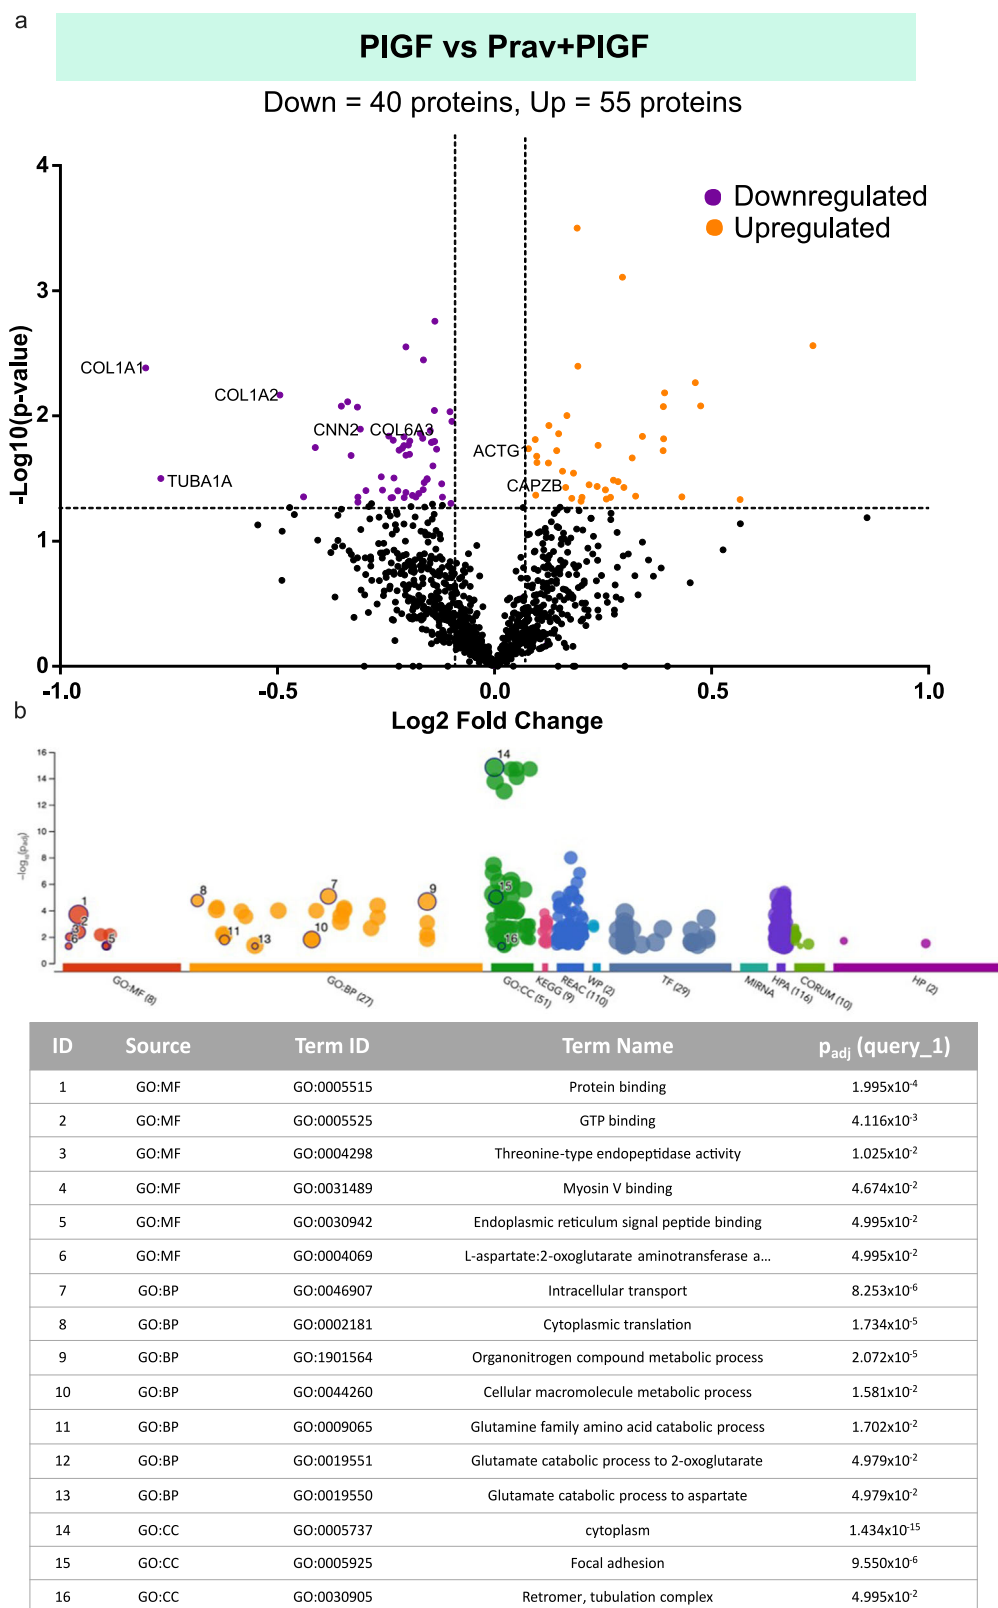 a
PlGF vs Prav+PlGF
Down = 40 proteins, Up = 55 proteins
4
3
2
1
0
-Log10(p-value)
Downregulated
Upregulated
COL1A1
COL1A2
CNN2
COL6A3
TUBA1A
ACTG1
CAPZB
-1.0
-0.5
0.0
0.5
1.0
Log2 Fold Change
b
16
14
12
10
8
6
4
2
0
-log10(padj)
1
2
3
6
5
8
11
13
7
10
9
14
15
16
GO:MF (8)
GO:BP (27)
GO:CC (51)
KEGG (9)
REAC (110)
WP (2)
TF (29)
MIRNA
HPA (116)
CORUM (10)
HP (2)
ID Source Term ID Term Name padj (query_1)
1 GO:MF GO:0005515 Protein binding 1.995x10-4
2 GO:MF GO:0005525 GTP binding 4.116x10-3
3 GO:MF GO:0004298 Threonine-type endopeptidase activity 1.025x10-2
4 GO:MF GO:0031489 Myosin V binding 4.674x10-2
5 GO:MF GO:0030942 Endoplasmic reticulum signal peptide binding 4.995x10-2
6 GO:MF GO:0004069 L-aspartate:2-oxoglutarate aminotransferase a... 4.995x10-2
7 GO:BP GO:0046907 Intracellular transport 8.253x10-6
8 GO:BP GO:0002181 Cytoplasmic translation 1.734x10-5
9 GO:BP GO:1901564 Organonitrogen compound metabolic process 2.072x10-5
10 GO:BP GO:0044260 Cellular macromolecule metabolic process 1.581x10-2
11 GO:BP GO:0009065 Glutamine family amino acid catabolic process 1.702x10-2
12 GO:BP GO:0019551 Glutamate catabolic process to 2-oxoglutarate 4.979x10-2
13 GO:BP GO:0019550 Glutamate catabolic process to aspartate 4.979x10-2
14 GO:CC GO:0005737 cytoplasm 1.434x10-15
15 GO:CC GO:0005925 Focal adhesion 9.550x10-6
16 GO:CC GO:0030905 Retromer, tubulation complex 4.995x10-2